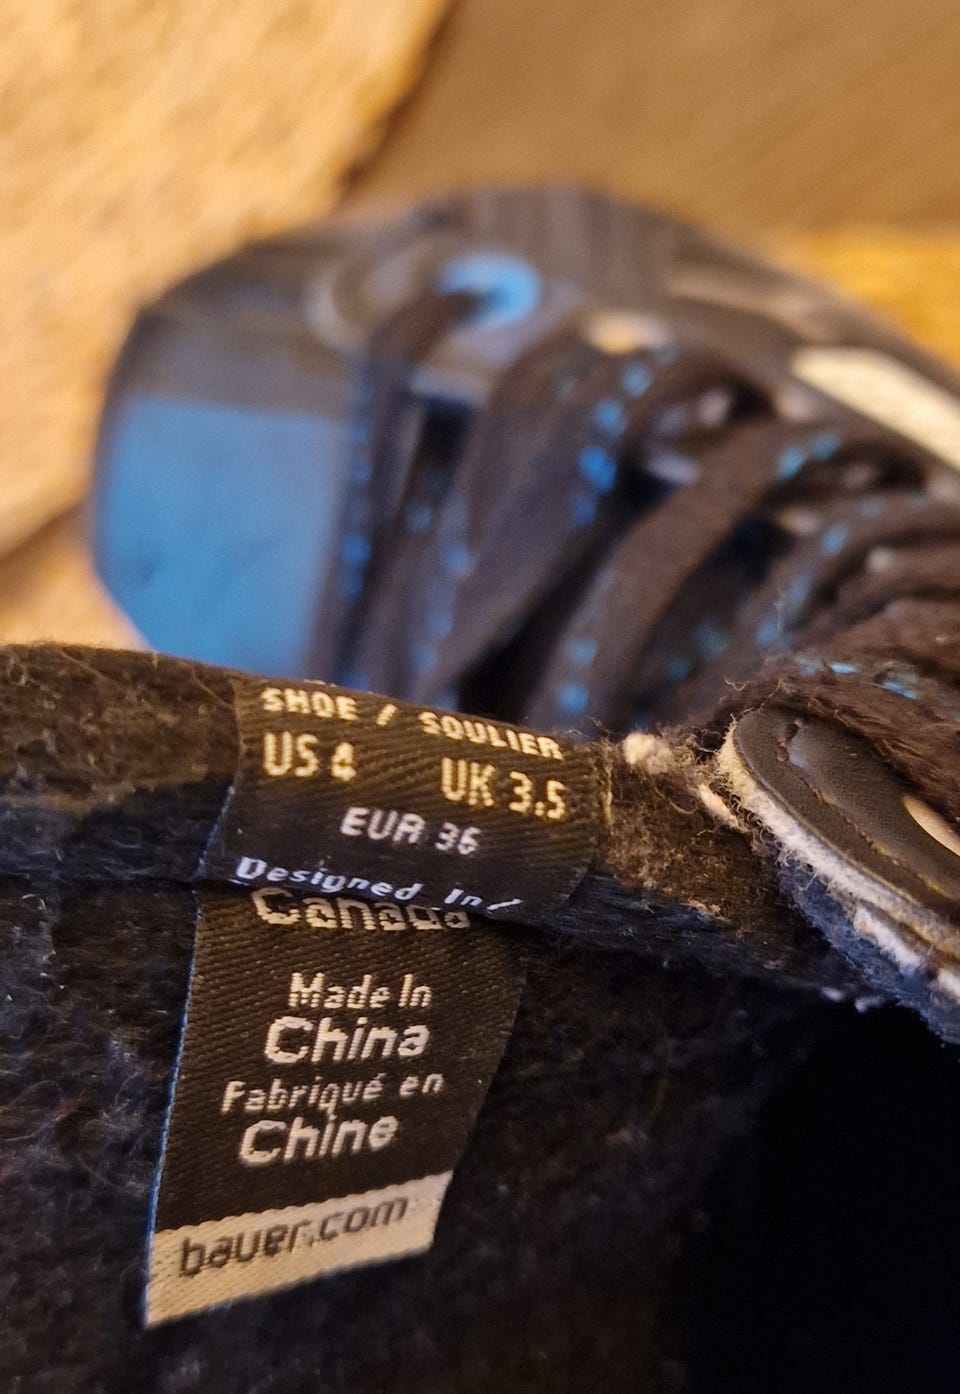 SHOE / SOULIER
US 4 UK 3.5
EUR 36
Designed In/
Canada
Made In
China
Fabriqué en
Chine
bauer.com